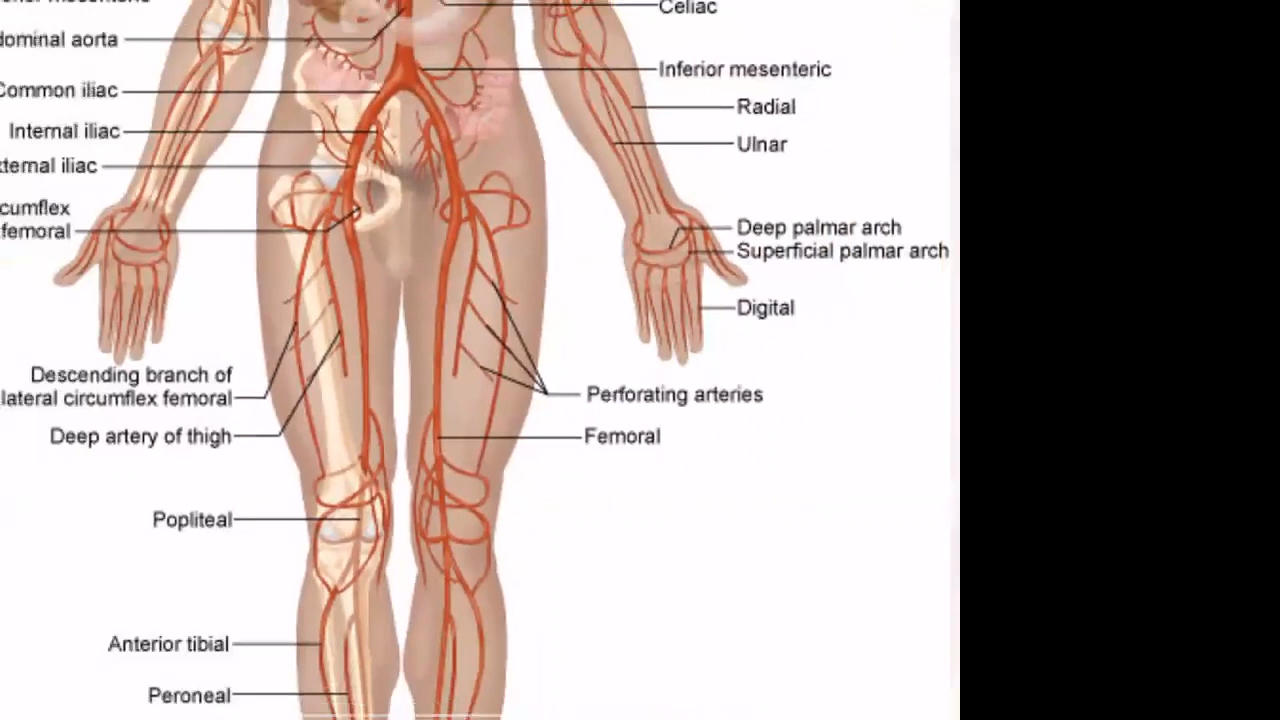 mesenteric
Celiac
dominal aorta
Inferior mesenteric
Common iliac
Radial
Internal iliac
Ulnar
xternal iliac
cumflex
femoral
Deep palmar arch
Superficial palmar arch
Digital
Descending branch of
lateral circumflex femoral
Perforating arteries
Deep artery of thigh
Femoral
Popliteal
Anterior tibial
Peroneal